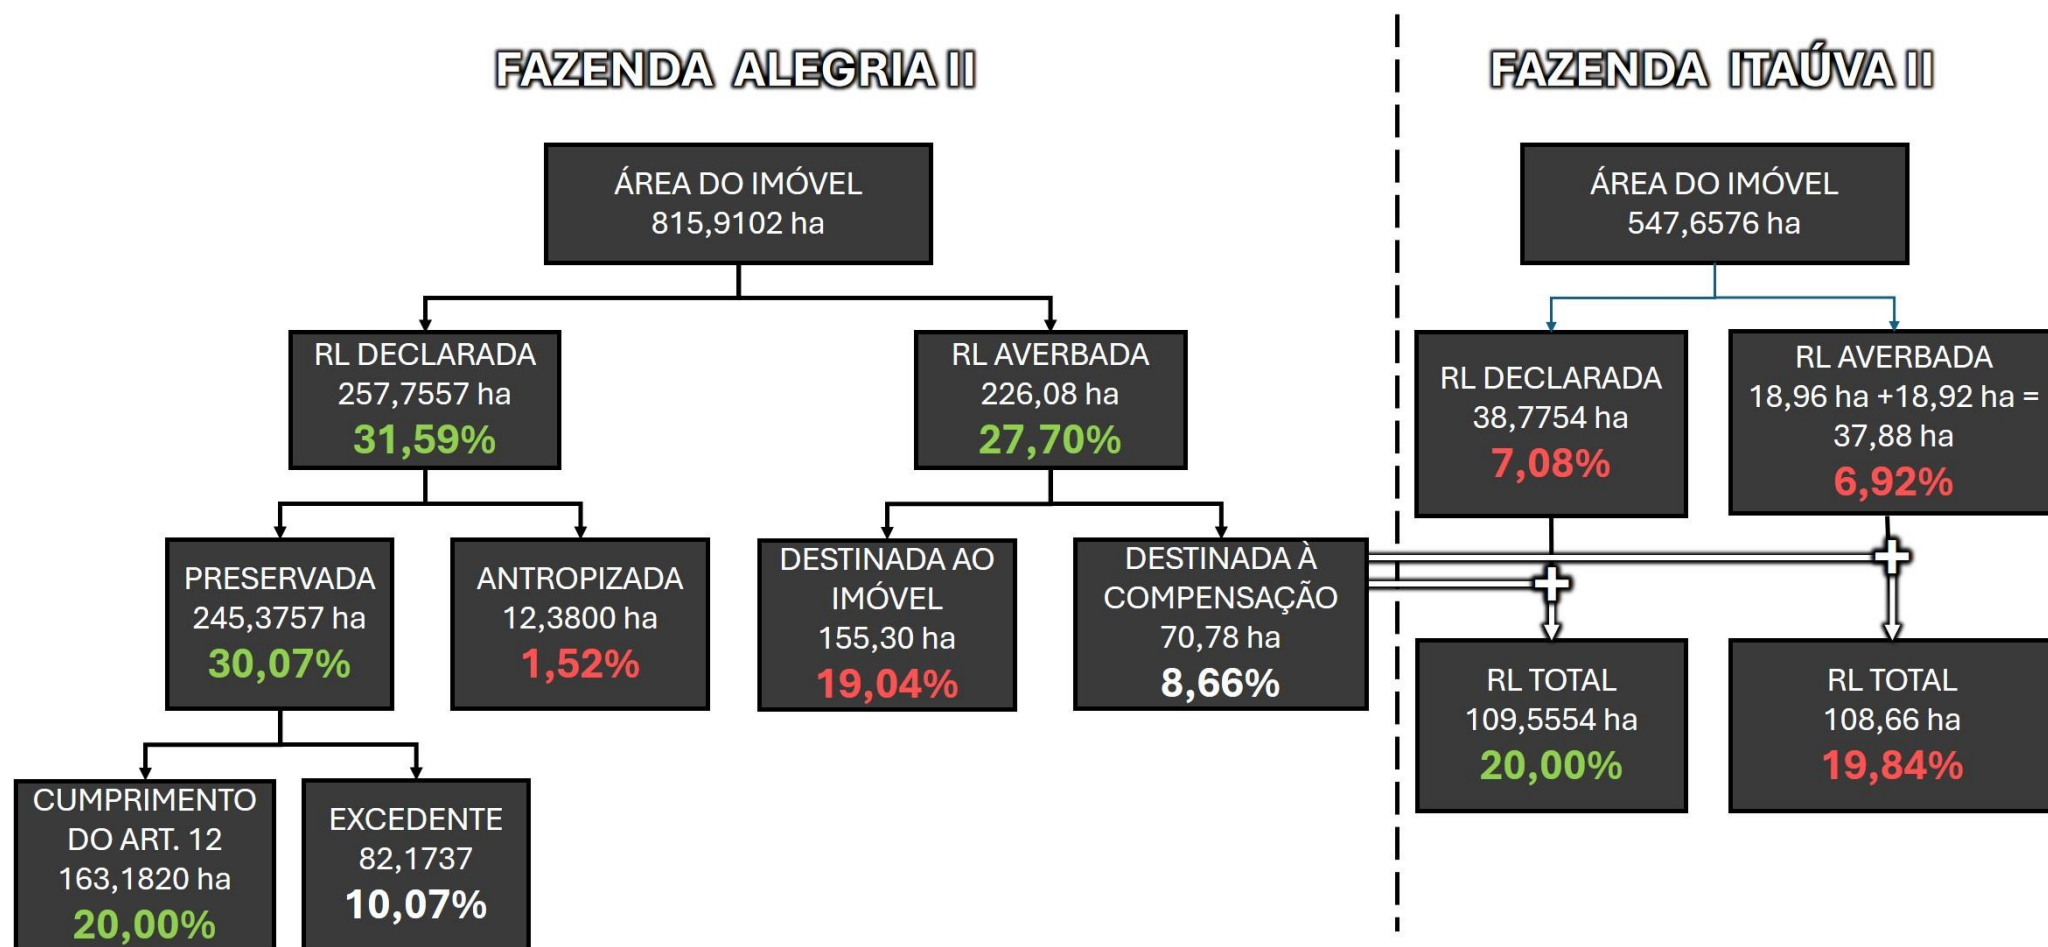 FAZENDA ALEGRIA II
ÁREA DO IMÓVEL
815,9102 ha
RL DECLARADA
257,7557 ha
31,59%
RL AVERBADA
226,08 ha
27,70%
PRESERVADA
245,3757 ha
30,07%
ANTROPIZADA
12,3800 ha
1,52%
DESTINADA AO
IMÓVEL
155,30 ha
19,04%
DESTINADA À
COMPENSAÇÃO
70,78 ha
8,66%
CUMPRIMENTO
DO ART. 12
163,1820 ha
20,00%
EXCEDENTE
82,1737
10,07%
FAZENDA ITAÚVA II
ÁREA DO IMÓVEL
547,6576 ha
RL DECLARADA
38,7754 ha
7,08%
RL AVERBADA
18,96 ha +18,92 ha =
37,88 ha
6,92%
+
+
RL TOTAL
109,5554 ha
20,00%
RL TOTAL
108,66 ha
19,84%